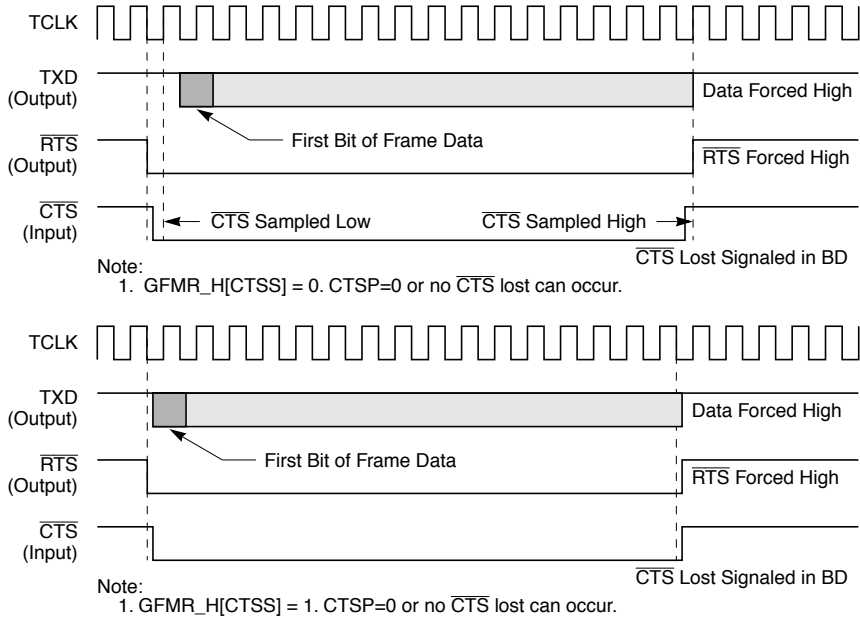 TCLK
TXD
(Output)
Data Forced High
First Bit of Frame Data
RTS
(Output)
RTS Forced High
CTS
(Input)
CTS Sampled Low
CTS Sampled High
CTS Lost Signaled in BD
Note:
1. GFMR_H[CTSS] = 0. CTSP=0 or no CTS lost can occur.
TCLK
TXD
(Output)
Data Forced High
First Bit of Frame Data
RTS
(Output)
RTS Forced High
CTS
(Input)
CTS Lost Signaled in BD
Note:
1. GFMR_H[CTSS] = 1. CTSP=0 or no CTS lost can occur.